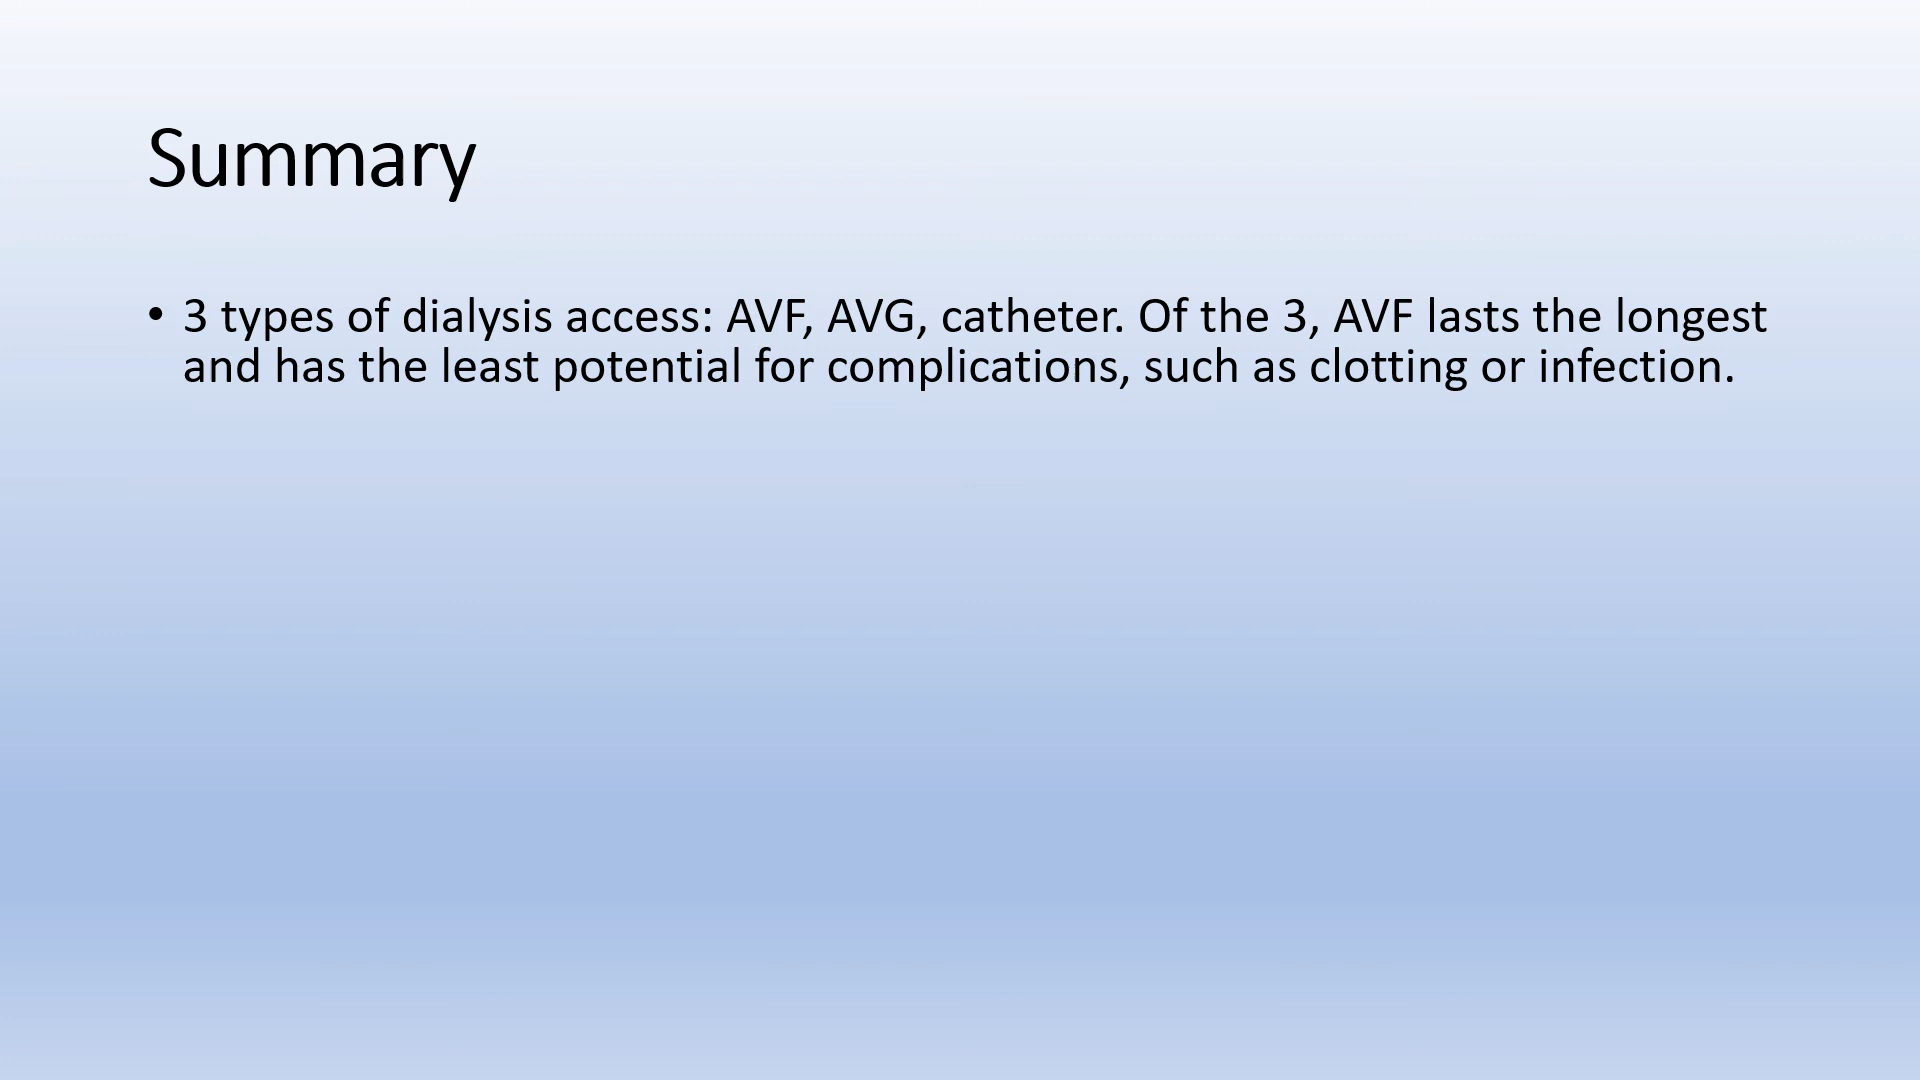 Summary
• 3 types of dialysis access: AVF, AVG, catheter. Of the 3, AVF lasts the longest
and has the least potential for complications, such as clotting or infection.